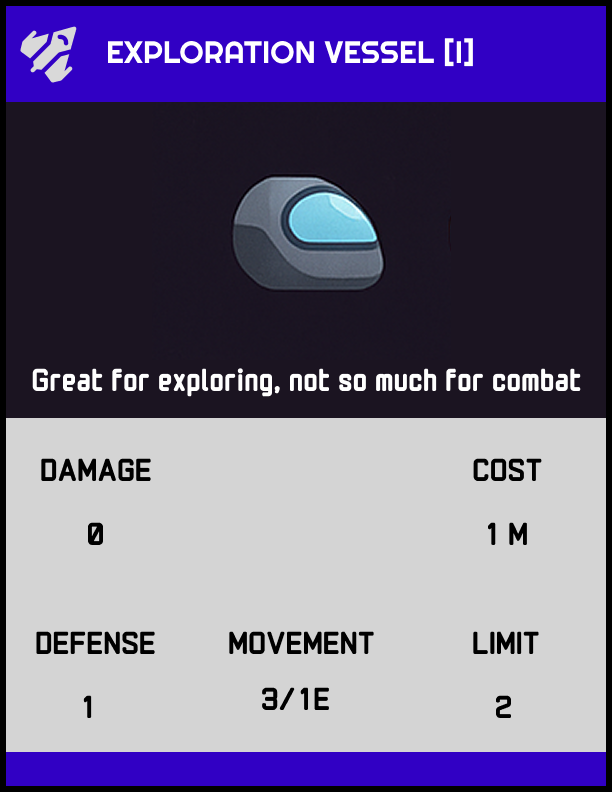 EXPLORATION VESSEL [I]
Great for exploring, not so much for combat
DAMAGE
COST
0
1 M
DEFENSE
MOVEMENT
LIMIT
1
3/1E
2